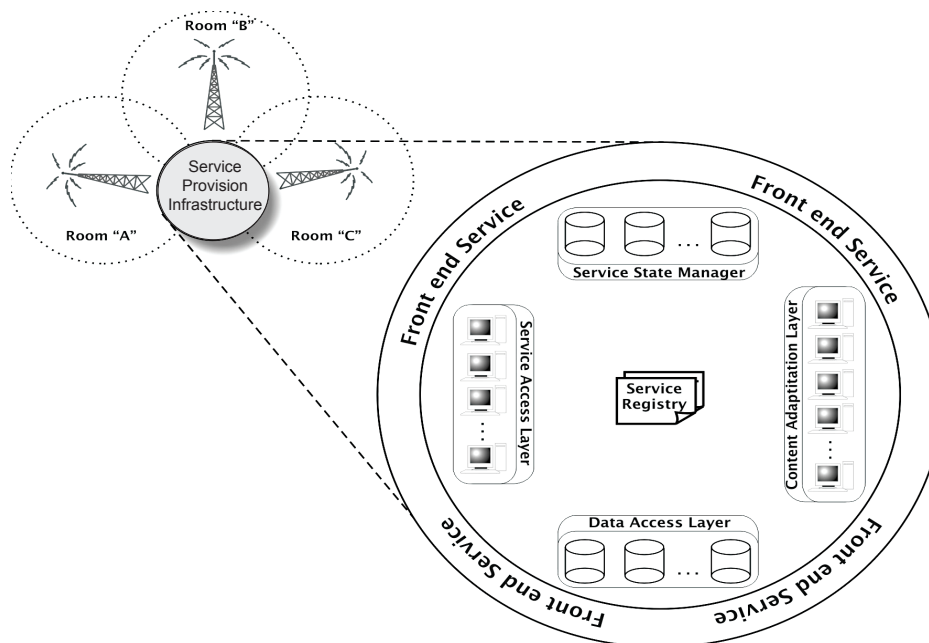 Room “B”
Service
Provision
Infrastructure
Room “A”
Room “C”
Front end Service
Front end Service
Service State Manager
Service Access Layer
Service
Registry
Content Adaptitation Layer
Data Access Layer
Front end Service
Front end Service